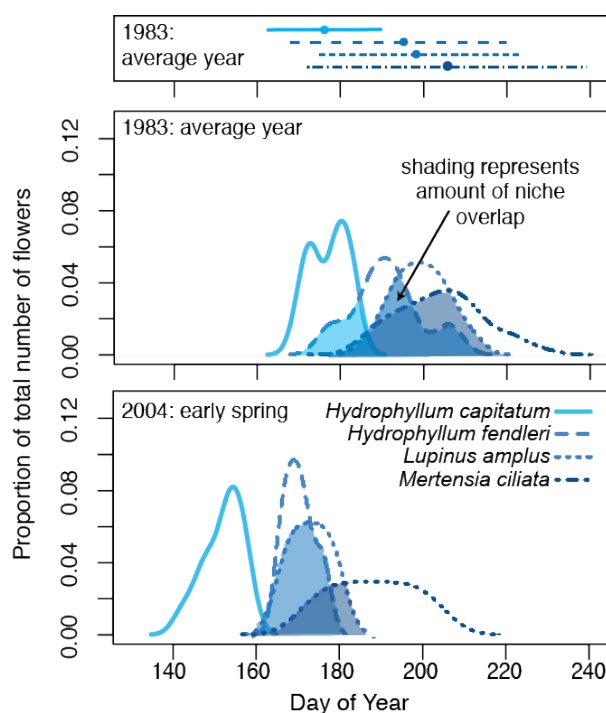 1983:
average year
1983: average year
0.12
0.08
0.04
0.00
shading represents
amount of niche
overlap
2004: early spring
Hydrophyllum capitatum
Hydrophyllum fendleri
Lupinus amplus
Mertensia ciliata
0.12
0.08
0.04
0.00
Proportion of total number of flowers
140 160 180 200 220 240
Day of Year